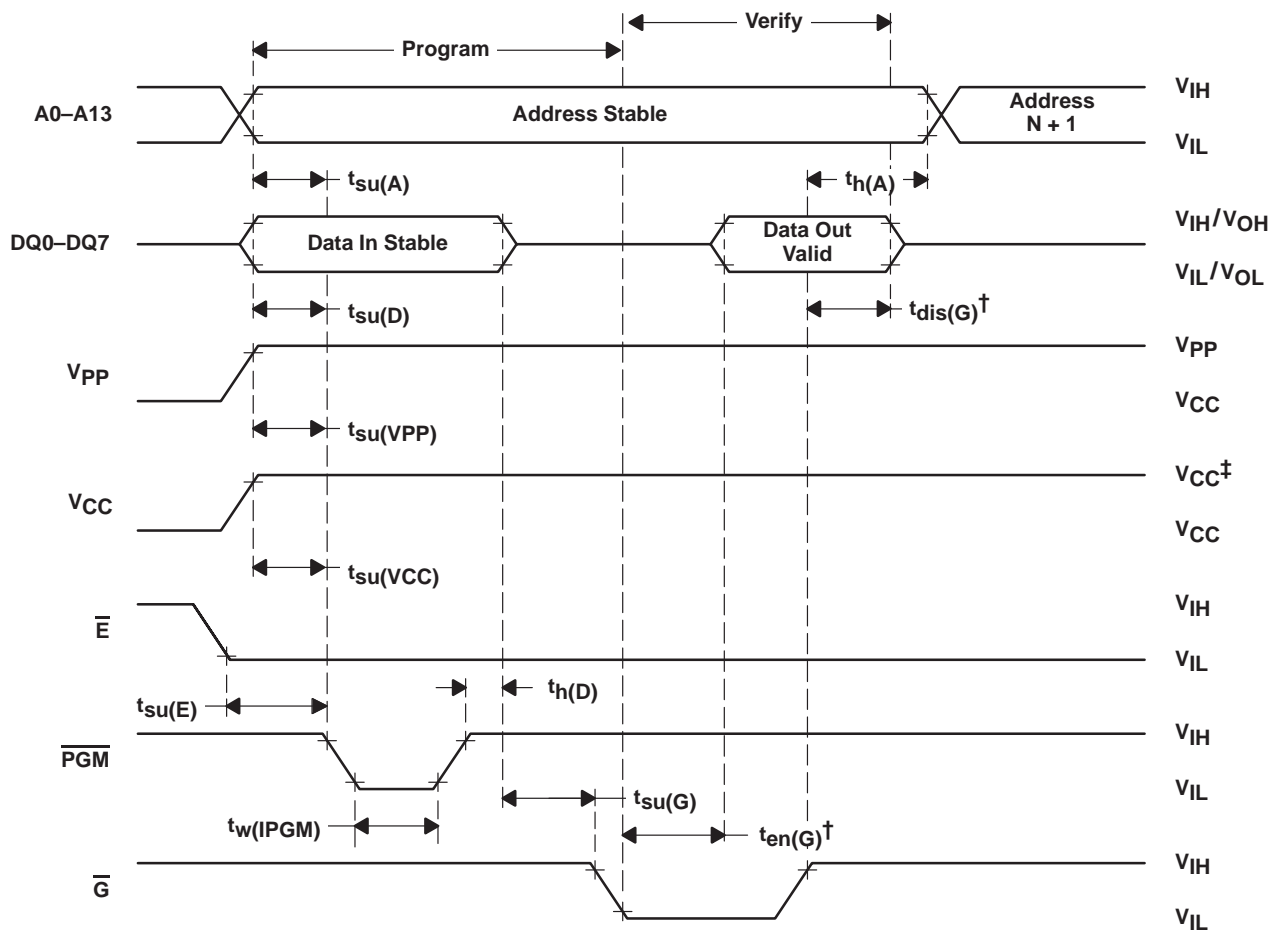 Verify
Program
A0–A13
Address Stable
Address
N + 1
VIH
VIL
tsu(A)
th(A)
DQ0–DQ7
Data In Stable
Data Out
Valid
VIH/VOH
VIL/VOL
tsu(D)
tdis(G)†
VPP
VPP
VCC
tsu(VPP)
VCC
VCC‡
VCC
tsu(VCC)
E̅
VIH
VIL
tsu(E)
th(D)
P̅G̅M̅
VIH
VIL
tsu(G)
tw(IPGM)
ten(G)†
G̅
VIH
VIL